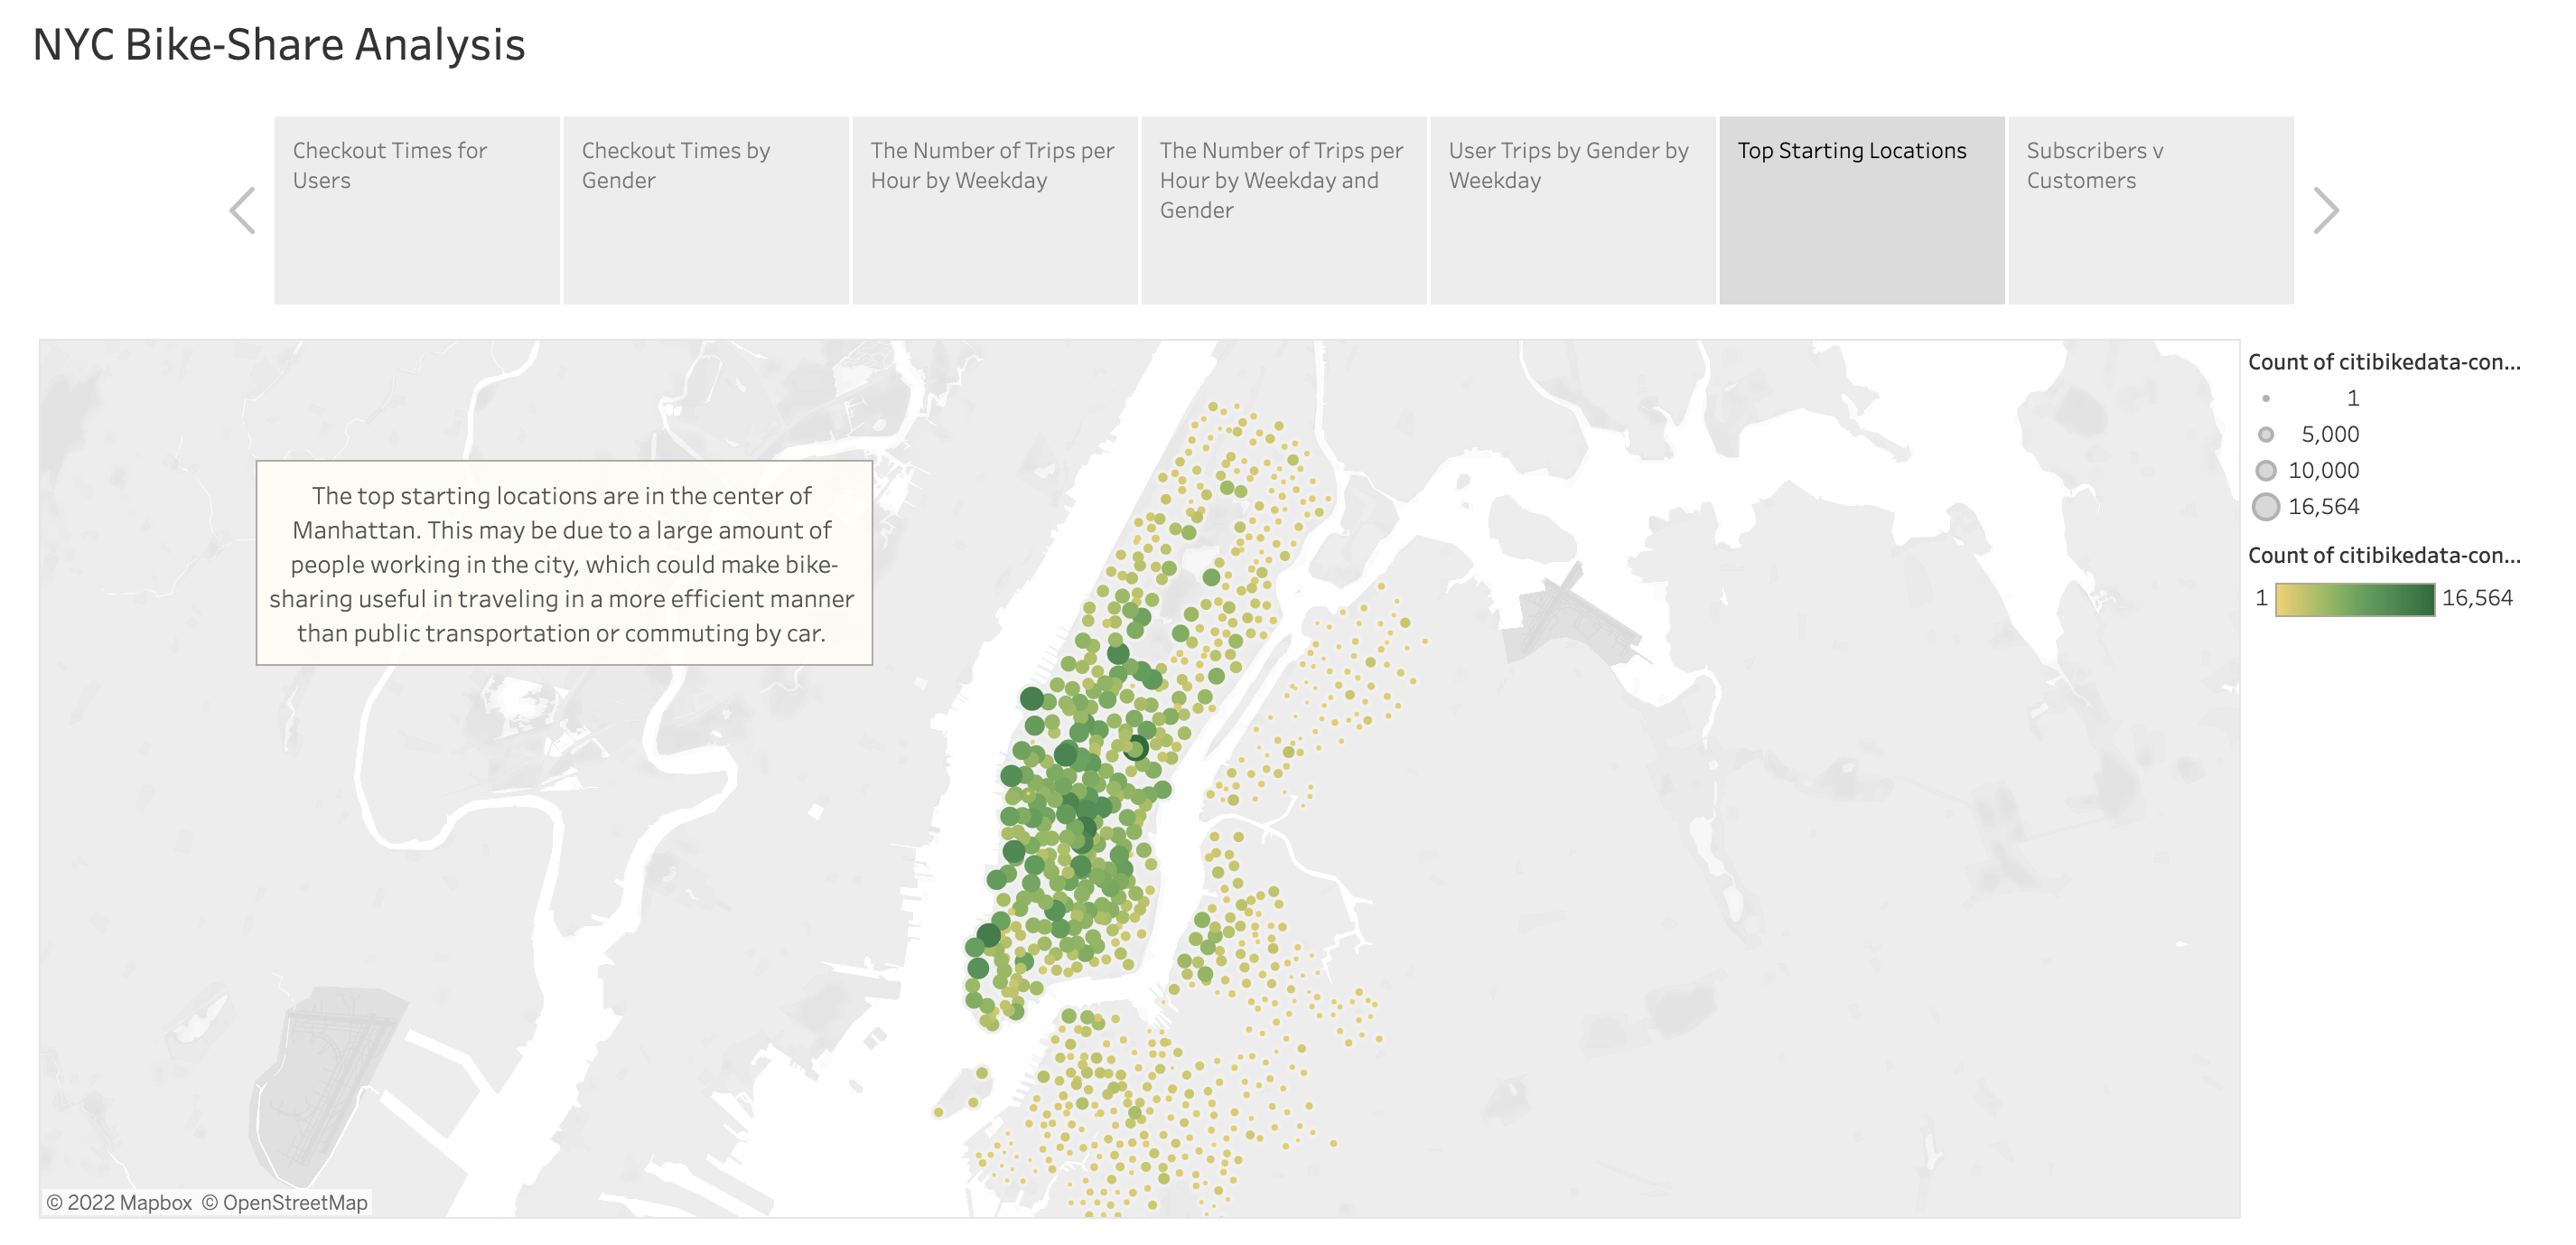 NYC Bike-Share Analysis
Checkout Times for
Users
Checkout Times by
Gender
The Number of Trips per
Hour by Weekday
The Number of Trips per
Hour by Weekday and
Gender
User Trips by Gender by
Weekday
Top Starting Locations
Subscribers v
Customers
The top starting locations are in the center of
Manhattan. This may be due to a large amount of
people working in the city, which could make bike-
sharing useful in traveling in a more efficient manner
than public transportation or commuting by car.
Count of citibikedata-con...
1
5,000
10,000
16,564
Count of citibikedata-con...
1 16,564
© 2022 Mapbox © OpenStreetMap